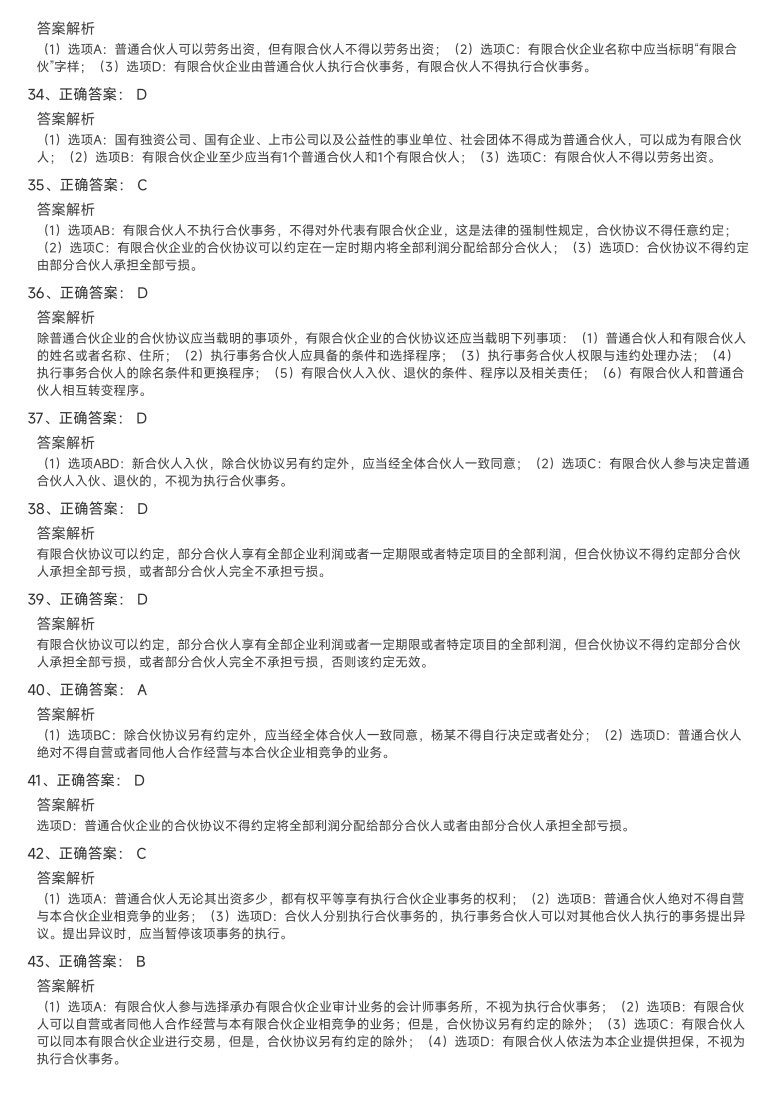 答案解析
（1）选项A：普通合伙人可以劳务出资，但有限合伙人不得以劳务出资；（2）选项C：有限合伙企业名称中应当标明“有限合
伙”字样；（3）选项D：有限合伙企业由普通合伙人执行合伙事务，有限合伙人不得执行合伙事务。
34、正确答案： D
答案解析
（1）选项A：国有独资公司、国有企业、上市公司以及公益性的事业单位、社会团体不得成为普通合伙人，可以成为有限合伙
人；（2）选项B：有限合伙企业至少应当有1个普通合伙人和1个有限合伙人；（3）选项C：有限合伙人不得以劳务出资。
35、正确答案： C
答案解析
（1）选项AB：有限合伙人不执行合伙事务，不得对外代表有限合伙企业，这是法律的强制性规定，合伙协议不得任意约定；
（2）选项C：有限合伙企业的合伙协议可以约定在一定时期内将全部利润分配给部分合伙人；（3）选项D：合伙协议不得约定
由部分合伙人承担全部亏损。
36、正确答案： D
答案解析
除普通合伙企业的合伙协议应当载明的事项外，有限合伙企业的合伙协议还应当载明下列事项：（1）普通合伙人和有限合伙人
的姓名或者名称、住所；（2）执行事务合伙人应具备的条件和选择程序；（3）执行事务合伙人权限与违约处理办法；（4）
执行事务合伙人的除名条件和更换程序；（5）有限合伙人入伙、退伙的条件、程序以及相关责任；（6）有限合伙人和普通合
伙人相互转变程序。
37、正确答案： D
答案解析
（1）选项ABD：新合伙人入伙，除合伙协议另有约定外，应当经全体合伙人一致同意；（2）选项C：有限合伙人参与决定普通
合伙人入伙、退伙的，不视为执行合伙事务。
38、正确答案： D
答案解析
有限合伙协议可以约定，部分合伙人享有全部企业利润或者一定期限或者特定项目的全部利润，但合伙协议不得约定部分合伙
人承担全部亏损，或者部分合伙人完全不承担亏损。
39、正确答案： D
答案解析
有限合伙协议可以约定，部分合伙人享有全部企业利润或者一定期限或者特定项目的全部利润，但合伙协议不得约定部分合伙
人承担全部亏损，或者部分合伙人完全不承担亏损，否则该约定无效。
40、正确答案： A
答案解析
（1）选项BC：除合伙协议另有约定外，应当经全体合伙人一致同意，杨某不得自行决定或者处分；（2）选项D：普通合伙人
绝对不得自营或者同他人合作经营与本合伙企业相竞争的业务。
41、正确答案： D
答案解析
选项D：普通合伙企业的合伙协议不得约定将全部利润分配给部分合伙人或者由部分合伙人承担全部亏损。
42、正确答案： C
答案解析
（1）选项A：普通合伙人无论其出资多少，都有权平等享有执行合伙企业事务的权利；（2）选项B：普通合伙人绝对不得自营
与本合伙企业相竞争的业务；（3）选项D：合伙人分别执行合伙事务的，执行事务合伙人可以对其他合伙人执行的事务提出异
议。提出异议时，应当暂停该项事务的执行。
43、正确答案： B
答案解析
（1）选项A：有限合伙人参与选择承办有限合伙企业审计业务的会计师事务所，不视为执行合伙事务；（2）选项B：有限合伙
人可以自营或者同他人合作经营与本有限合伙企业相竞争的业务；但是，合伙协议另有约定的除外；（3）选项C：有限合伙人
可以同本有限合伙企业进行交易，但是，合伙协议另有约定的除外；（4）选项D：有限合伙人依法为本企业提供担保，不视为
执行合伙事务。